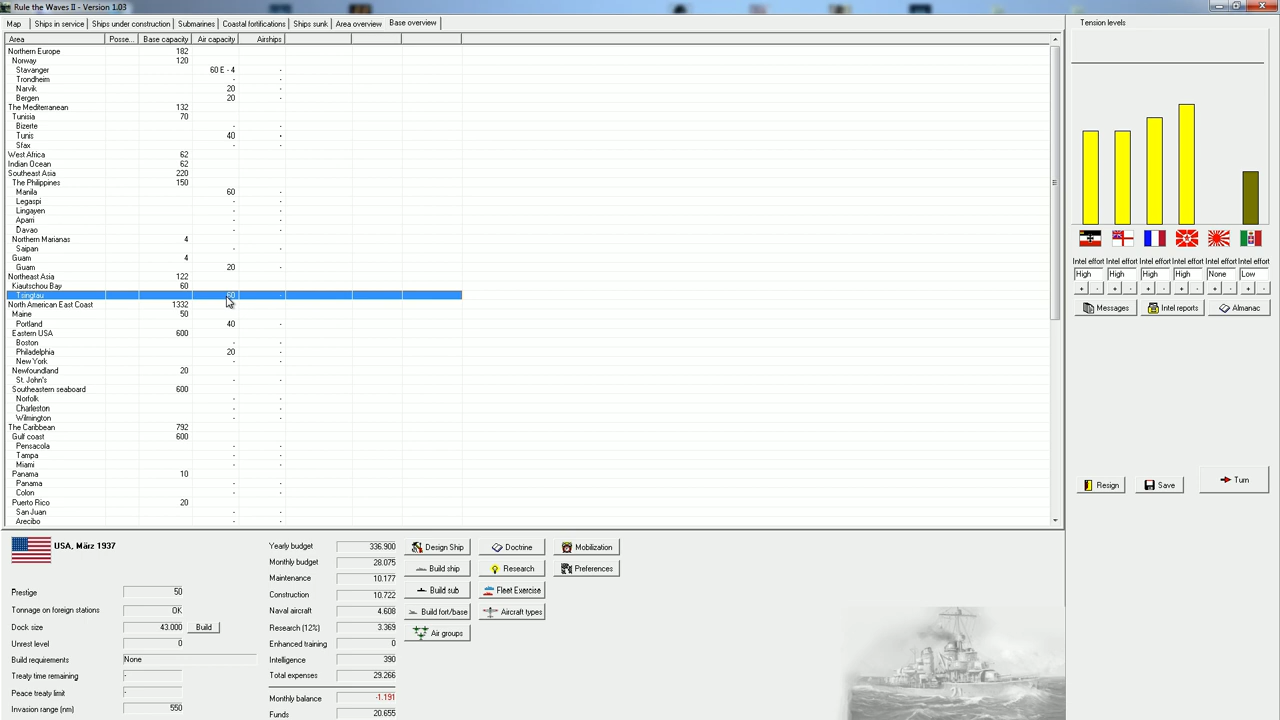 Rule the Waves II - Version 1.03
Map Ships in service Ships under construction Submarines Coastal fortifications Ships sunk Area overview Base overview
Area Posse... Base capacity Air capacity Airships
Northern Europe 182
Norway 120
Stavanger 60 E - 4 -
Trondheim - -
Narvik 20 -
Bergen 20 -
The Mediterranean 132
Tunisia 70
Bizerte - -
Tunis 40 -
Sfax - -
West Africa 62
Indian Ocean 62
Southeast Asia 220
The Philippines 150
Manila 60 -
Legaspi - -
Lingayen - -
Aparri - -
Davao - -
Northern Marianas 4
Saipan - -
Guam 4
Guam 20 -
Northeast Asia 122
Kiautschou Bay 60
Tsingtau 60 -
North American East Coast 1332
Maine 50
Portland 40 -
Eastern USA 600
Boston - -
Philadelphia 20 -
New York - -
Newfoundland 20
St. John's - -
Southeastern seaboard 600
Norfolk - -
Charleston - -
Wilmington - -
The Caribbean 792
Gulf coast 600
Pensacola - -
Tampa - -
Miami - -
Panama 10
Panama - -
Colon - -
Puerto Rico 20
San Juan - -
Arecibo - -
Tension levels
Intel effort Intel effort Intel effort Intel effort Intel effort Intel effort
High High High High None Low
+ - + - + - + - + - + -
Messages Intel reports Almanac
Resign Save Turn
USA, März 1937
Prestige 50
Tonnage on foreign stations OK
Dock size 43.000 Build
Unrest level 0
Build requirements None
Treaty time remaining -
Peace treaty limit -
Invasion range (nm) 550
Yearly budget 336.900
Monthly budget 28.075
Maintenance 10.177
Construction 10.722
Naval aircraft 4.608
Research (12%) 3.369
Enhanced training 0
Intelligence 390
Total expenses 29.266
Monthly balance -1.191
Funds 20.655
Design Ship Doctrine Mobilization
Build ship Research Preferences
Build sub Fleet Exercise
Build fort/base Aircraft types
Air groups